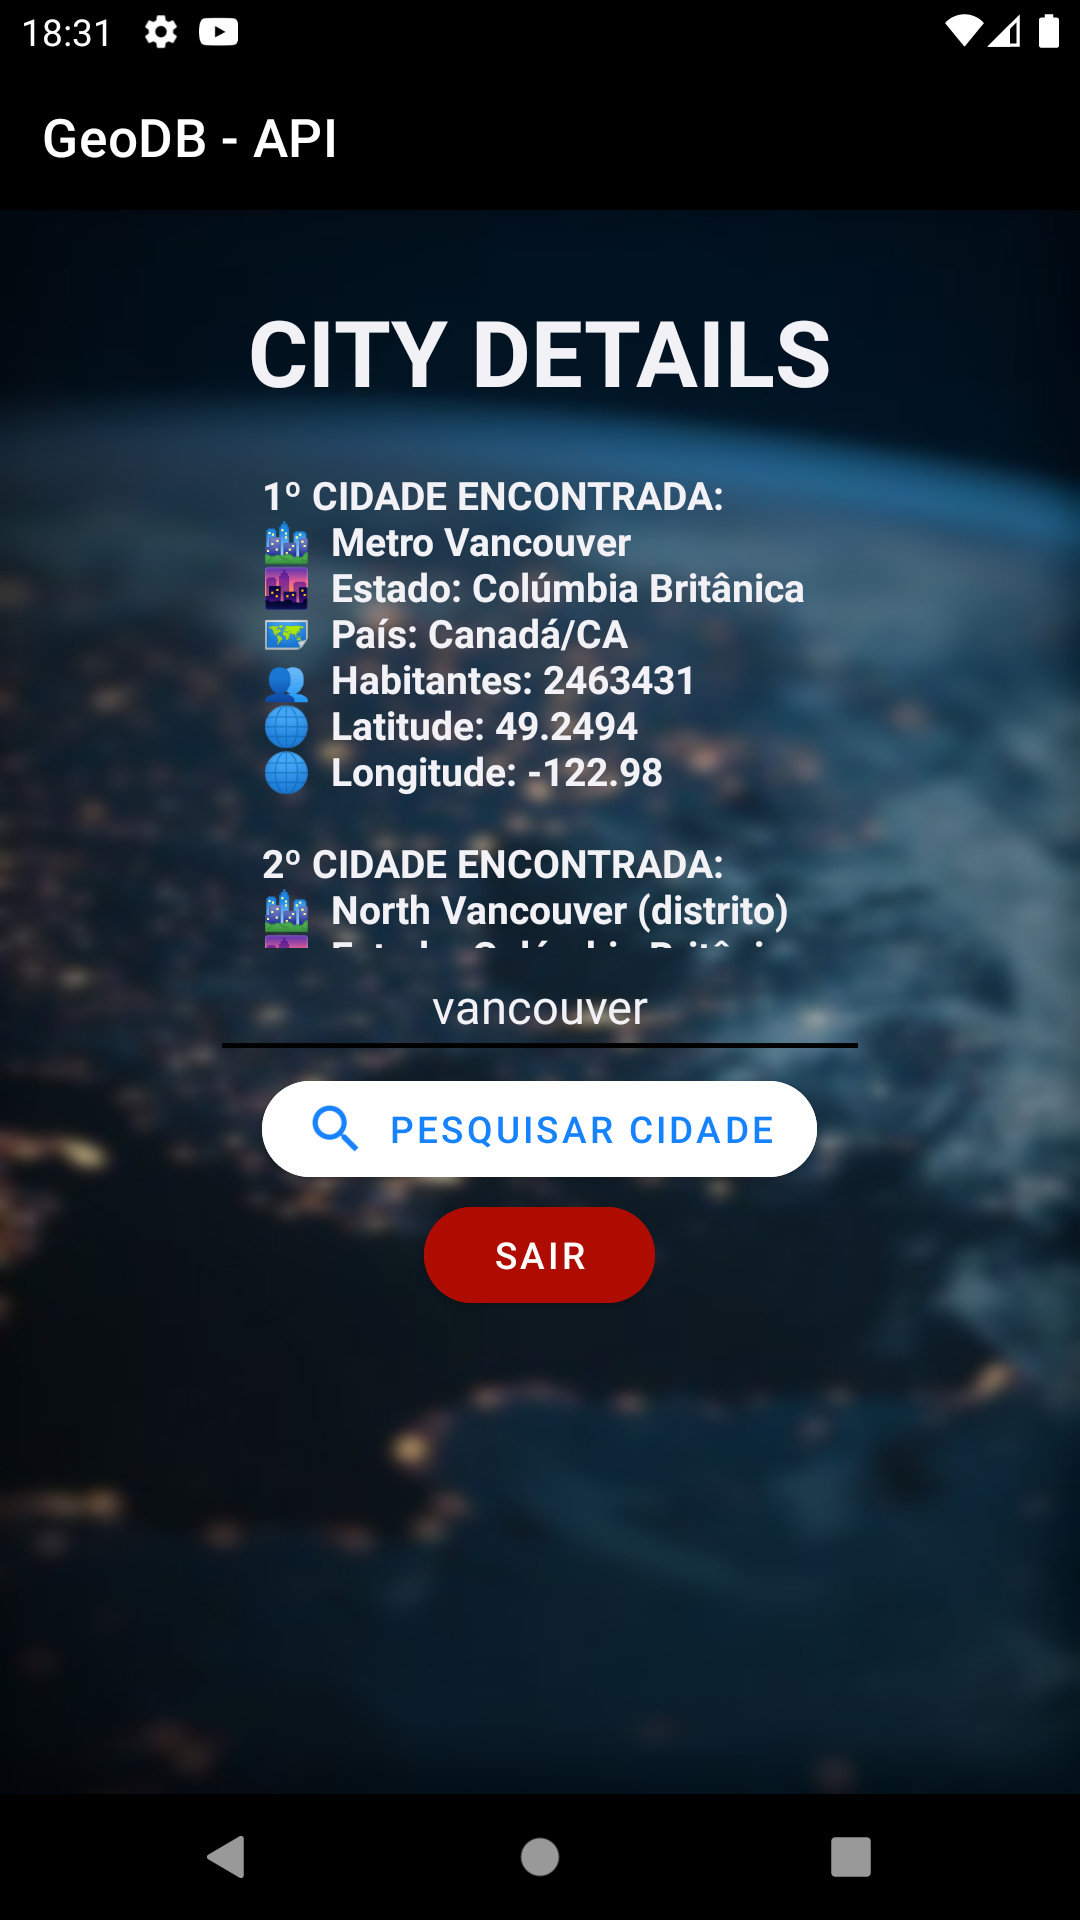 18:31
GeoDB - API
CITY DETAILS
1º CIDADE ENCONTRADA:
Metro Vancouver
Estado: Colúmbia Britânica
País: Canadá/CA
Habitantes: 2463431
Latitude: 49.2494
Longitude: -122.98
2º CIDADE ENCONTRADA:
North Vancouver (distrito)
vancouver
PESQUISAR CIDADE
SAIR